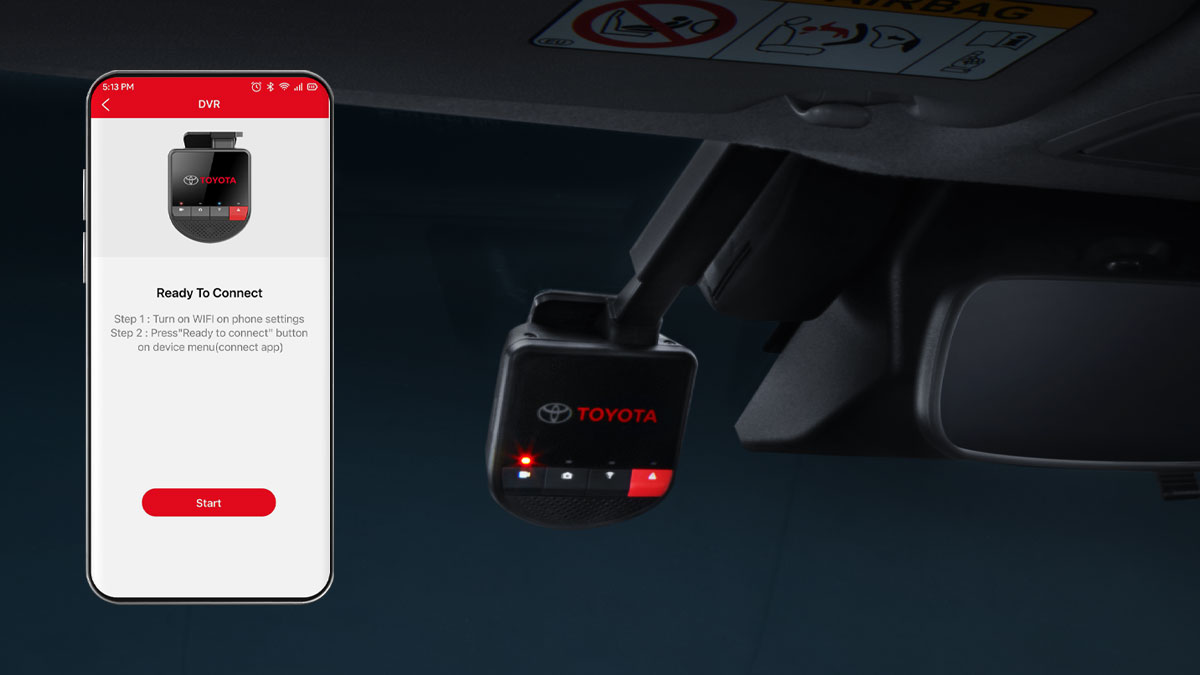 5:13 PM
DVR
TOYOTA
Ready To Connect
Step 1 : Turn on WIFI on phone settings
Step 2 : Press"Ready to connect" button
on device menu(connect app)
Start
AIRBAG
EU
TOYOTA